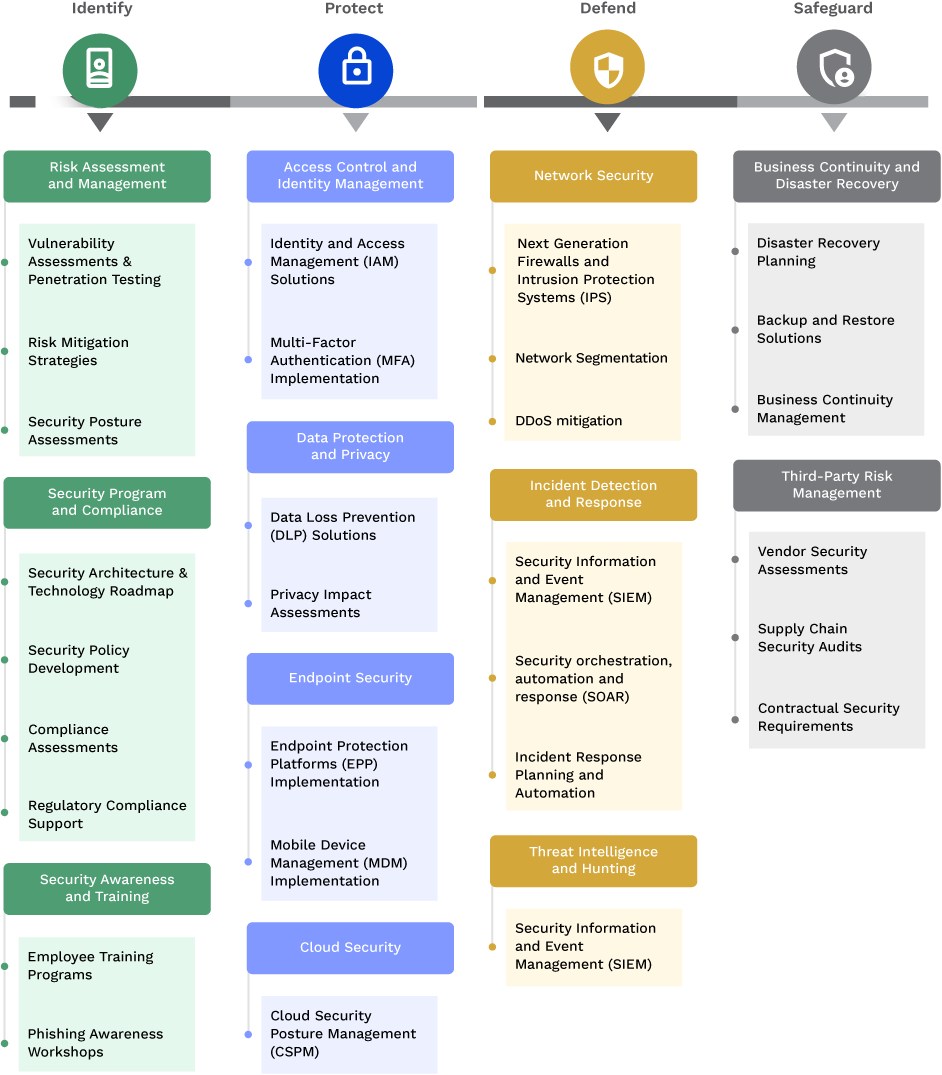 Identify
Protect
Defend
Safeguard
Risk Assessment
and Management
Vulnerability
Assessments &
Penetration Testing
Risk Mitigation
Strategies
Security Posture
Assessments
Security Program
and Compliance
Security Architecture &
Technology Roadmap
Security Policy
Development
Compliance
Assessments
Regulatory Compliance
Support
Security Awareness
and Training
Employee Training
Programs
Phishing Awareness
Workshops
Access Control and
Identity Management
Identity and Access
Management (IAM)
Solutions
Multi-Factor
Authentication (MFA)
Implementation
Data Protection
and Privacy
Data Loss Prevention
(DLP) Solutions
Privacy Impact
Assessments
Endpoint Security
Endpoint Protection
Platforms (EPP)
Implementation
Mobile Device
Management (MDM)
Implementation
Cloud Security
Cloud Security
Posture Management
(CSPM)
Network Security
Next Generation
Firewalls and
Intrusion Protection
Systems (IPS)
Network Segmentation
DDoS mitigation
Incident Detection
and Response
Security Information
and Event
Management (SIEM)
Security orchestration,
automation and
response (SOAR)
Incident Response
Planning and
Automation
Threat Intelligence
and Hunting
Security Information
and Event
Management (SIEM)
Business Continuity and
Disaster Recovery
Disaster Recovery
Planning
Backup and Restore
Solutions
Business Continuity
Management
Third-Party Risk
Management
Vendor Security
Assessments
Supply Chain
Security Audits
Contractual Security
Requirements